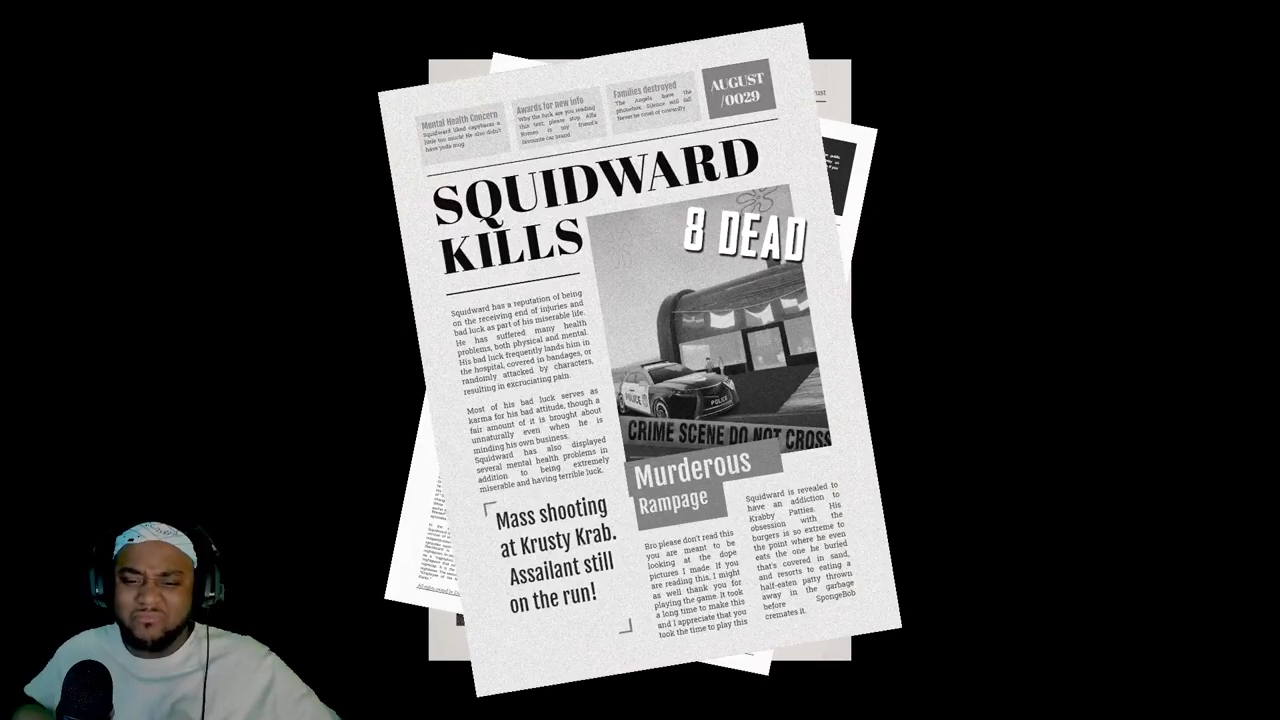 Mental Health Concern
Squidward liked capybaras a
little too much! He also didn't
have yoda mug
Awards for new info
Why the fuck are you reading
this text, please stop. Alfa
Romeo is my friend's
favourite car brand
Families destroyed
The Angels have the
phonebox. Silence will fall
Never be cruel or cowardly
AUGUST
/0029
SQUIDWARD
KILLS
8 DEAD
Squidward has a reputation of being
on the receiving end of injuries and
bad luck as part of his miserable life.
He has suffered many health
problems, both physical and mental.
His bad luck frequently lands him in
the hospital, covered in bandages, or
randomly attacked by characters,
resulting in excruciating pain.
Most of his bad luck serves as
karma for his bad attitude, though a
fair amount of it is brought about
unnaturally even when he is
minding his own business.
Squidward has also displayed
several mental health problems in
addition to being extremely
miserable and having terrible luck.
POLICE
POLICE
CRIME SCENE DO NOT CROSS
Murderous
Rampage
Mass shooting
at Krusty Krab.
Assailant still
on the run!
Bro please don't read this
you are meant to be
looking at the dope
pictures I made. If you
are reading this, I might
as well thank you for
playing the game. It took
a long time to make this
and I appreciate that you
took the time to play this
Squidward is revealed to
have an addiction to
Krabby Patties. His
obsession with the
burgers is so extreme to
the point where he even
eats the one he buried
that's covered in sand,
and resorts to eating a
half-eaten patty thrown
away in the garbage
before SpongeBob
cremates it.